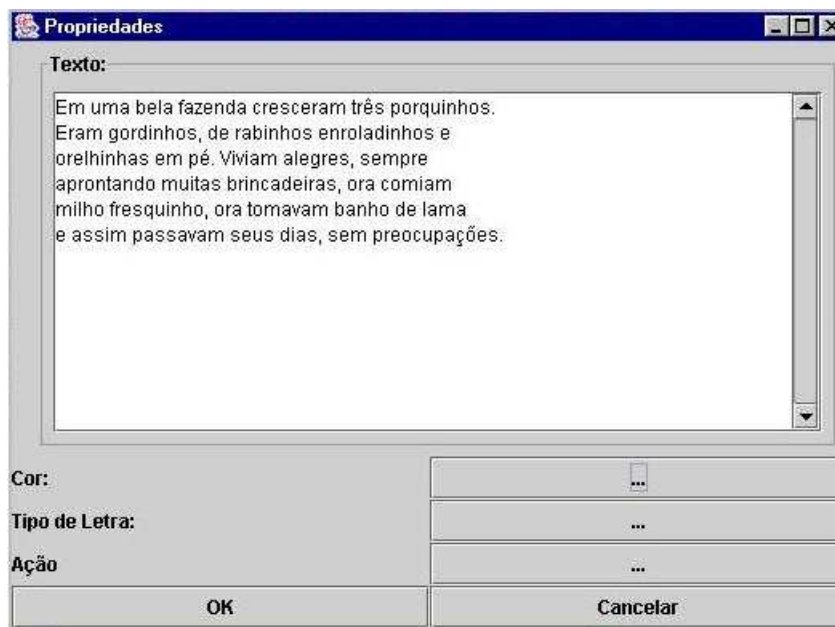 Propriedades
Texto:
Em uma bela fazenda cresceram três porquinhos.
Eram gordinhos, de rabinhos enroladinhos e
orelhinhas em pé. Viviam alegres, sempre
aprontando muitas brincadeiras, ora comiam
milho fresquinho, ora tomavam banho de lama
e assim passavam seus dias, sem preocupações.
Cor: ...
Tipo de Letra: ...
Ação ...
OK Cancelar